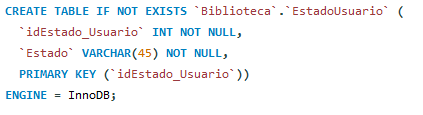 CREATE TABLE IF NOT EXISTS `Biblioteca`.`EstadoUsuario` (
  `idEstado_Usuario` INT NOT NULL,
  `Estado` VARCHAR(45) NOT NULL,
  PRIMARY KEY (`idEstado_Usuario`))
ENGINE = InnoDB;